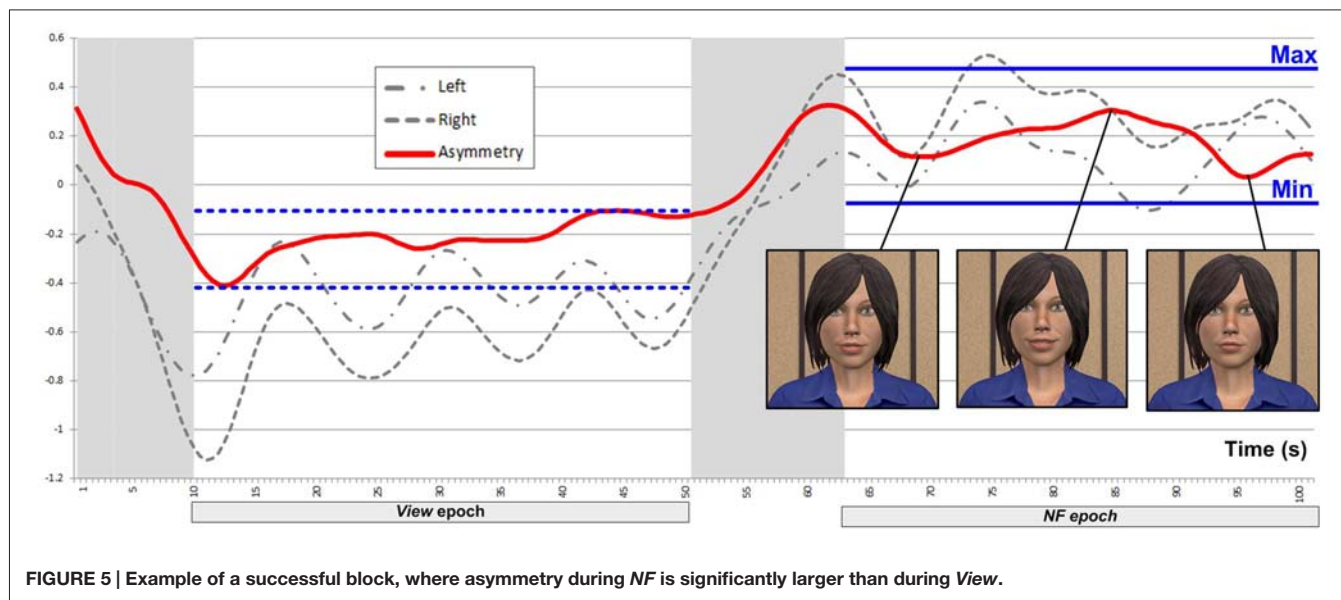 0.6
0.4
0.2
0
-0.2
-0.4
-0.6
-0.8
-1
-1.2
Left
Right
Asymmetry
Max
Min
Time (s)
1 5 10 15 20 25 30 35 40 45 50 55 60 65 70 75 80 85 90 95 100
View epoch
NF epoch
FIGURE 5 | Example of a successful block, where asymmetry during NF is significantly larger than during View.